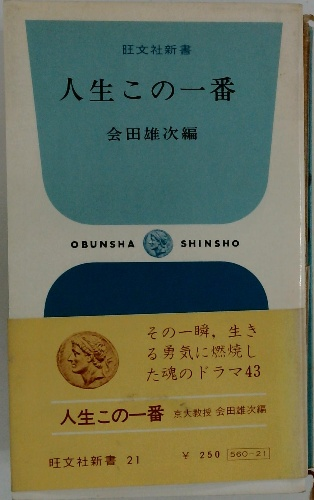 旺文社新書
人生この一番
会田雄次編
OBUNSHA SHINSHO
その一瞬，生き
る勇気に燃焼し
た魂のドラマ43
人生この一番 京大教授 会田雄次編
旺文社新書 21 ￥ 250 560-21